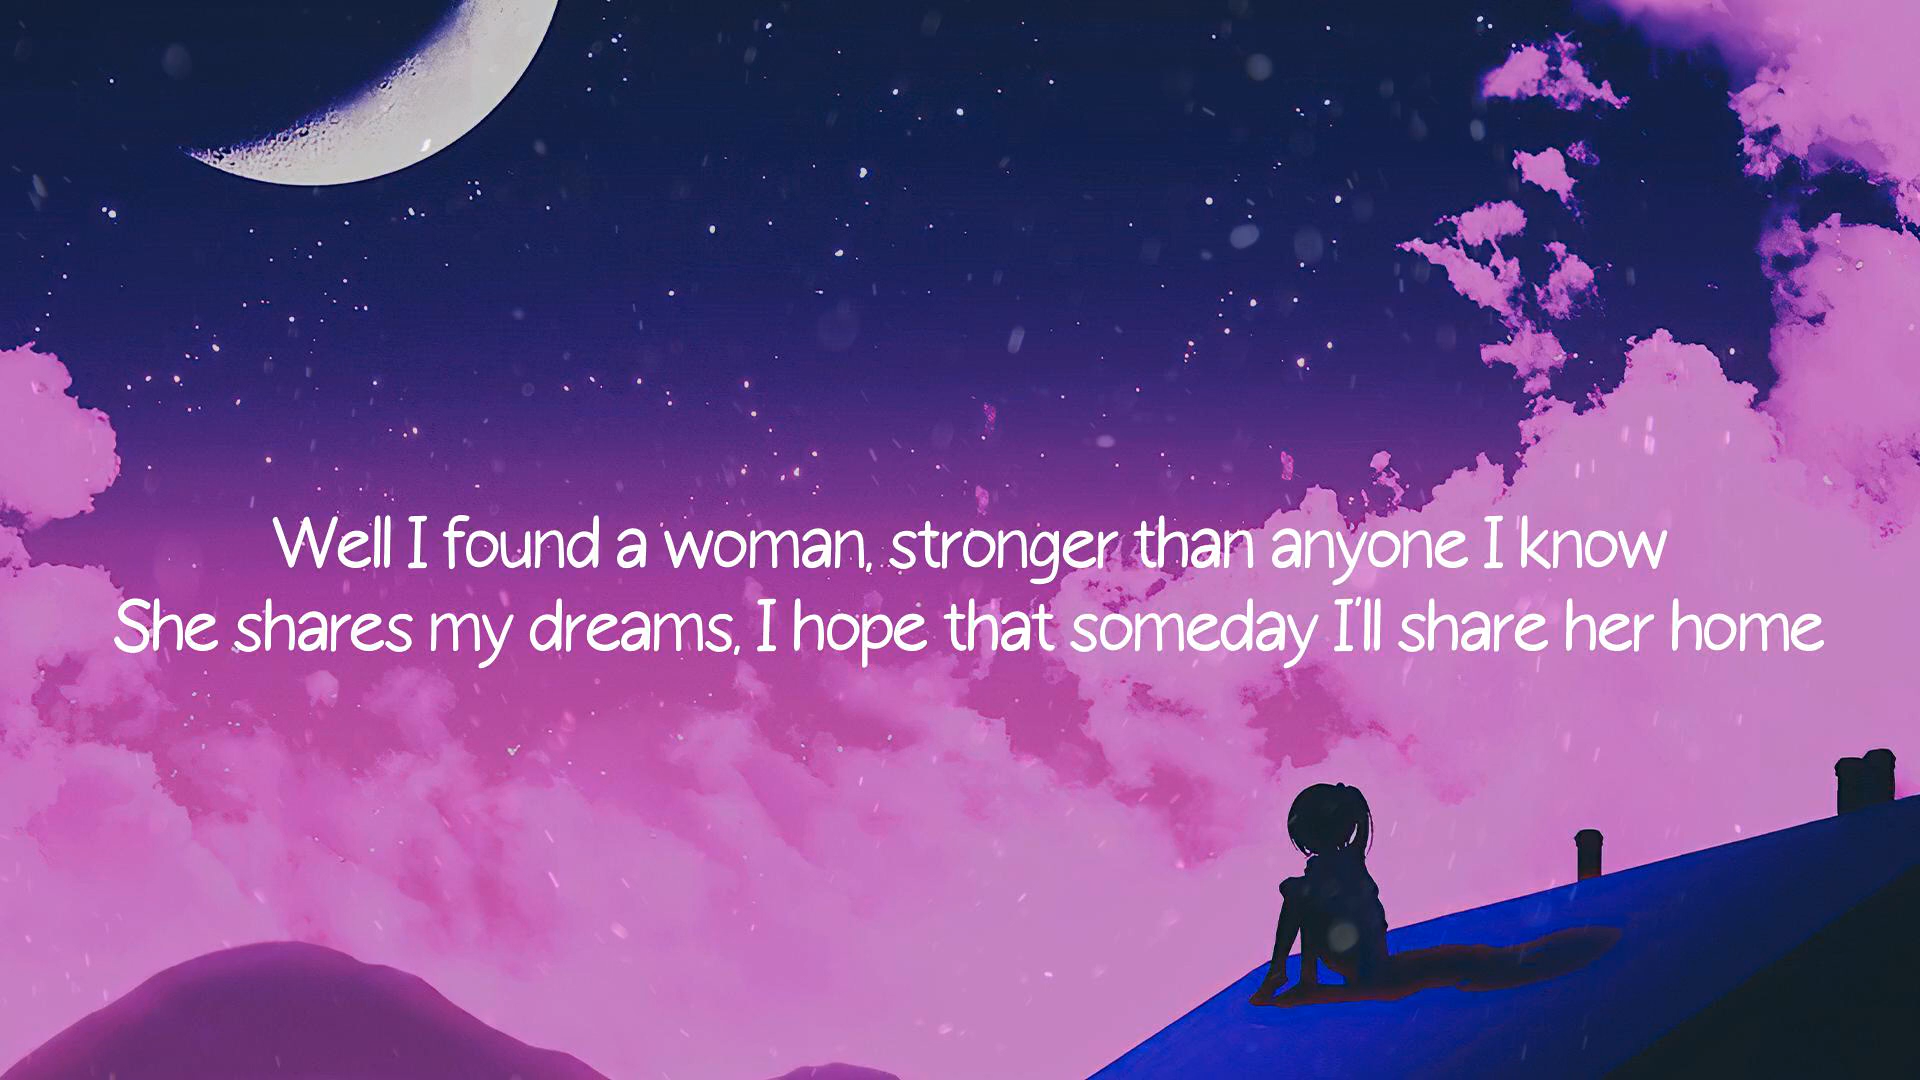 Well I found a woman, stronger than anyone I know
She shares my dreams, I hope that someday I'll share her home